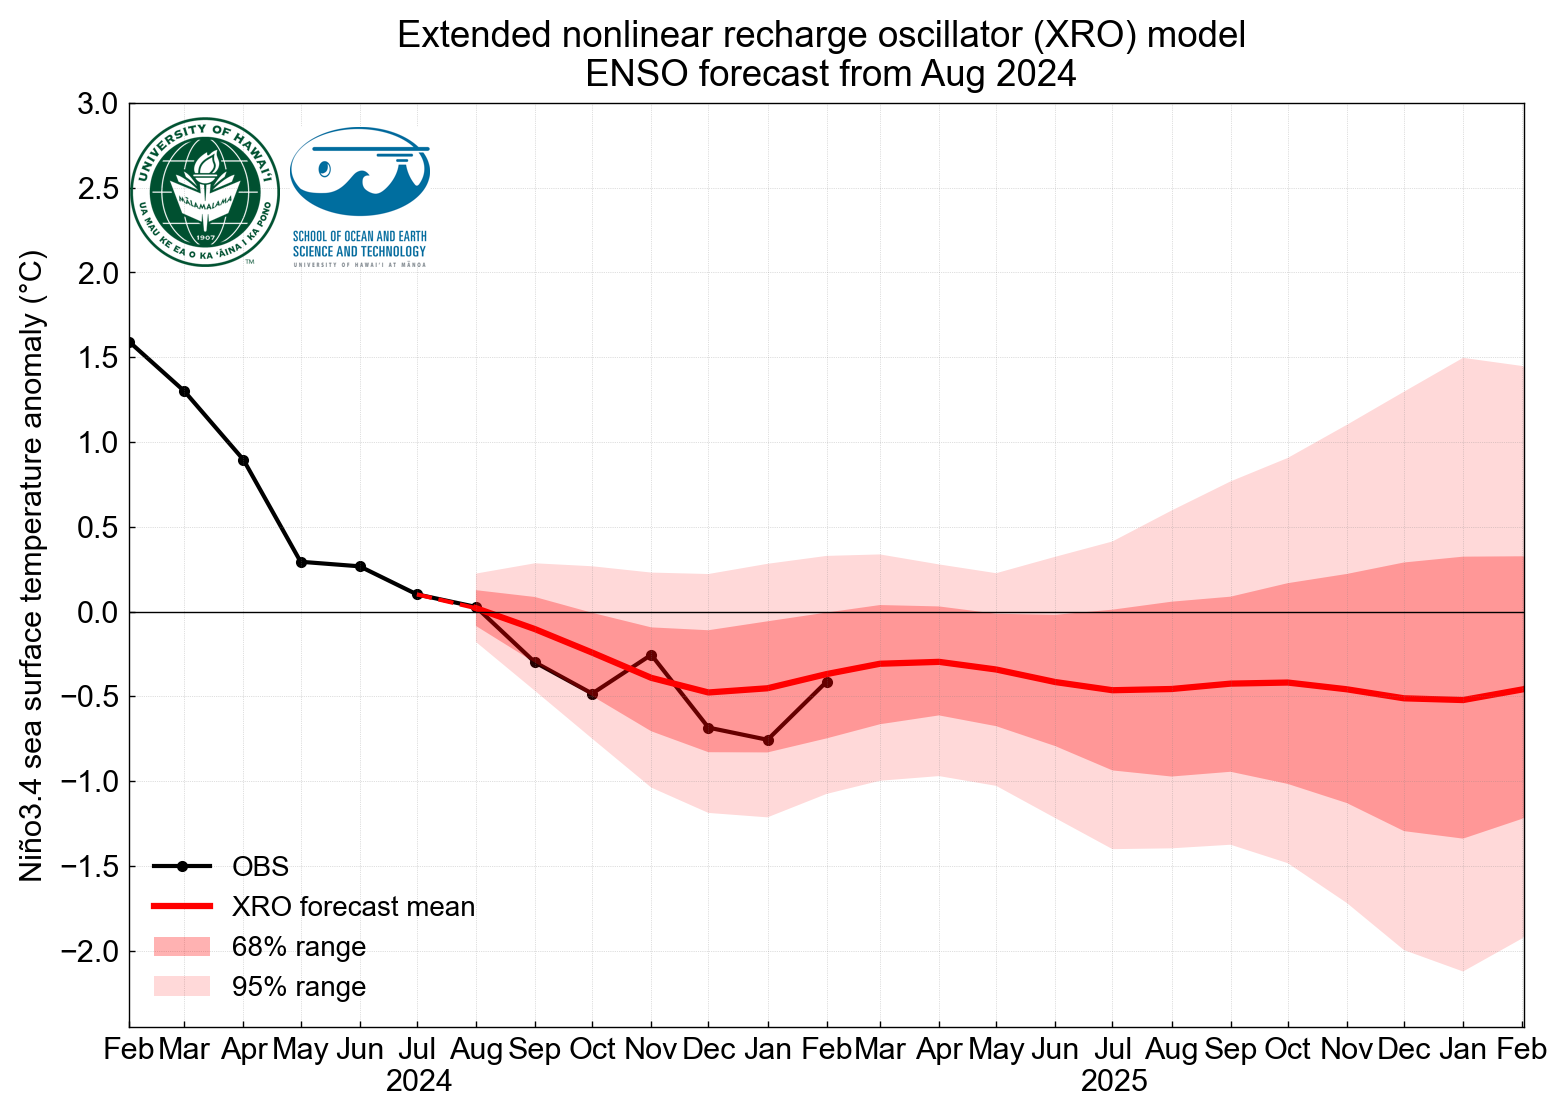 Extended nonlinear recharge oscillator (XRO) model
ENSO forecast from Aug 2024
3.0
2.5
2.0
1.5
1.0
0.5
0.0
−0.5
−1.0
−1.5
−2.0
Niño3.4 sea surface temperature anomaly (°C)
UNIVERSITY OF HAWAIʻI
MĀLAMALAMA
1907
UA MAU KE EA O KA ʻĀINA I KA PONO
TM
SCHOOL OF OCEAN AND EARTH
SCIENCE AND TECHNOLOGY
UNIVERSITY OF HAWAIʻI AT MĀNOA
OBS
XRO forecast mean
68% range
95% range
Feb Mar Apr May Jun Jul Aug Sep Oct Nov Dec Jan Feb Mar Apr May Jun Jul Aug Sep Oct Nov Dec Jan Feb
2024 2025